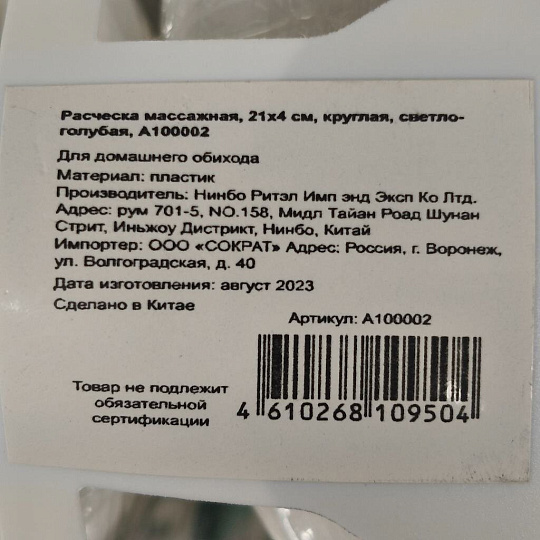 Расческа массажная, 21х4 см, круглая, светло-
голубая, А100002
Для домашнего обихода
Материал: пластик
Производитель: Нинбо Ритэл Имп энд Эксп Ко Лтд.
Адрес: рум 701-5, NO.158, Мидл Тайан Роад Шунан
Стрит, Иньжоу Дистрикт, Нинбо, Китай
Импортер: ООО «СОКРАТ» Адрес: Россия, г. Воронеж,
ул. Волгоградская, д. 40
Дата изготовления: август 2023
Сделано в Китае
Артикул: А100002
Товар не подлежит
обязательной
сертификации
4 610268 109504